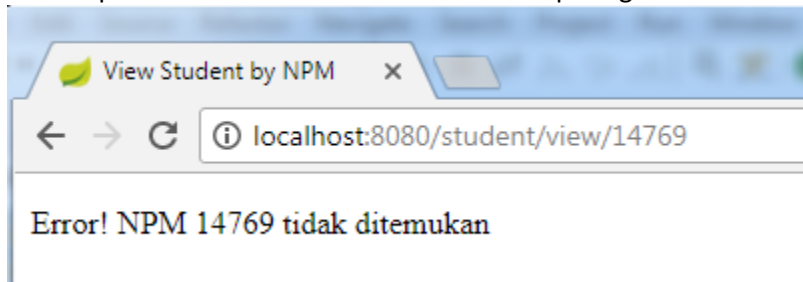 View Student by NPM
localhost:8080/student/view/14769
Error! NPM 14769 tidak ditemukan